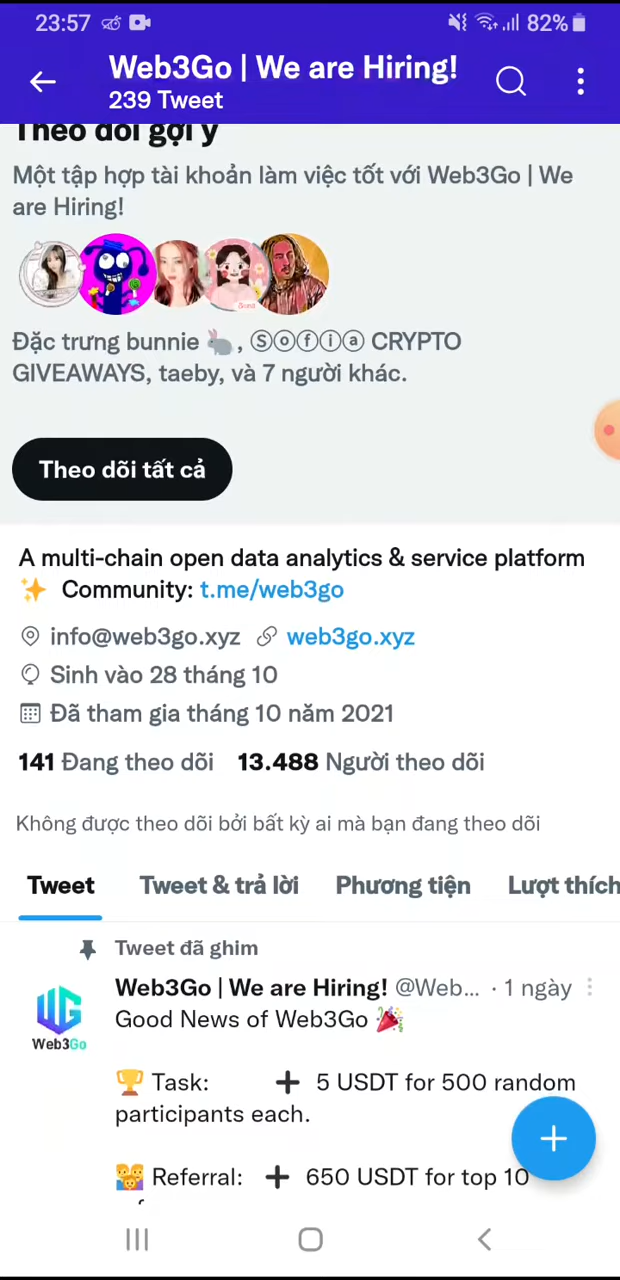 23:57
82%
Web3Go | We are Hiring!
239 Tweet
Theo dõi gợi ý
Một tập hợp tài khoản làm việc tốt với Web3Go | We
are Hiring!
Đặc trưng bunnie 🐇, Ⓢⓞⓕⓘⓐ CRYPTO
GIVEAWAYS, taeby, và 7 người khác.
Theo dõi tất cả
A multi-chain open data analytics & service platform
✨ Community: t.me/web3go
info@web3go.xyz web3go.xyz
Sinh vào 28 tháng 10
Đã tham gia tháng 10 năm 2021
141 Đang theo dõi 13.488 Người theo dõi
Không được theo dõi bởi bất kỳ ai mà bạn đang theo dõi
Tweet Tweet & trả lời Phương tiện Lượt thích
Tweet đã ghim
Web3Go | We are Hiring! @Web... · 1 ngày
Good News of Web3Go 🎉
Web3Go
🏆 Task: ➕ 5 USDT for 500 random
participants each.
👨‍👩‍👦 Referral: ➕ 650 USDT for top 10